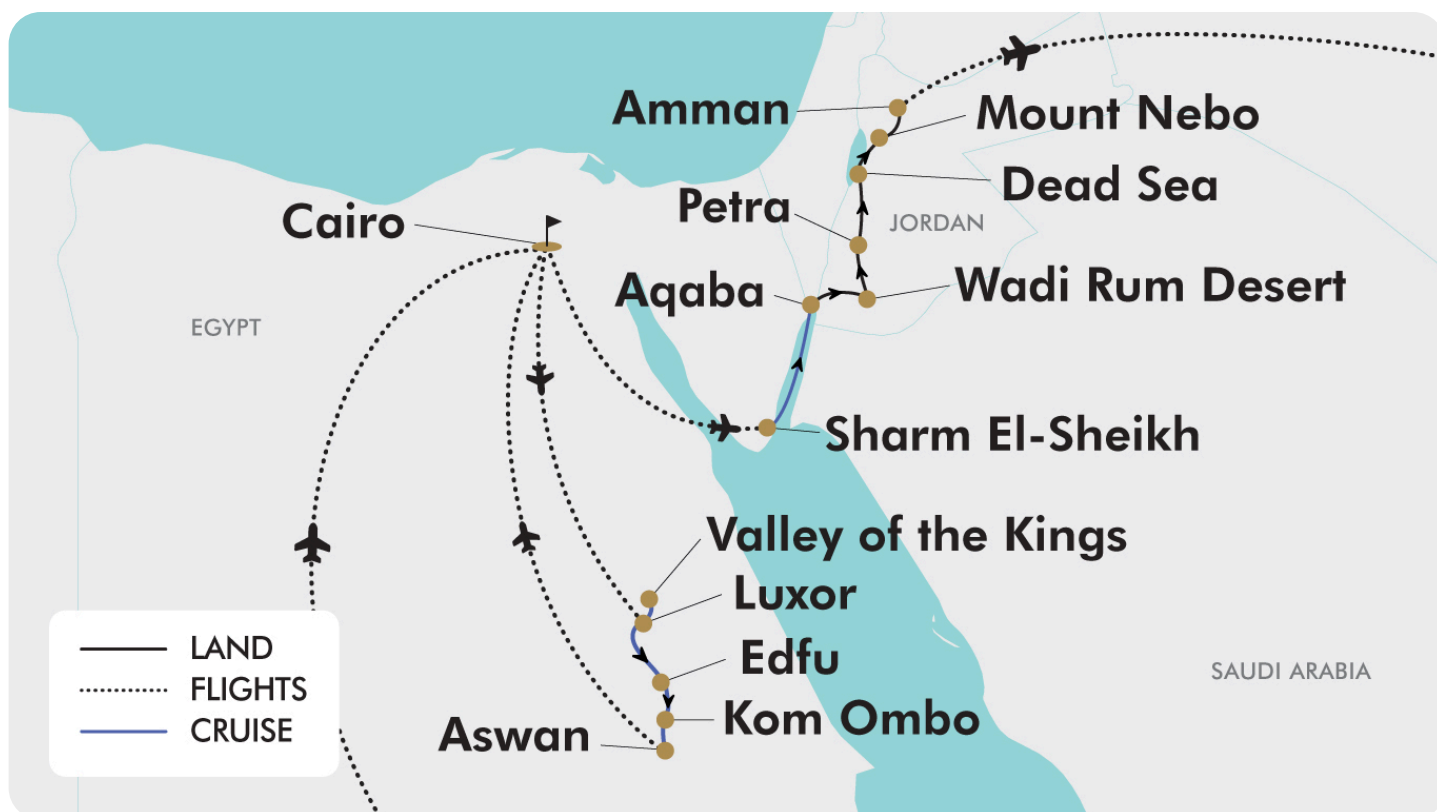 Amman
Mount Nebo
Dead Sea
Petra
JORDAN
Cairo
Aqaba
Wadi Rum Desert
EGYPT
Sharm El-Sheikh
Valley of the Kings
Luxor
Edfu
SAUDI ARABIA
Kom Ombo
Aswan
LAND
FLIGHTS
CRUISE